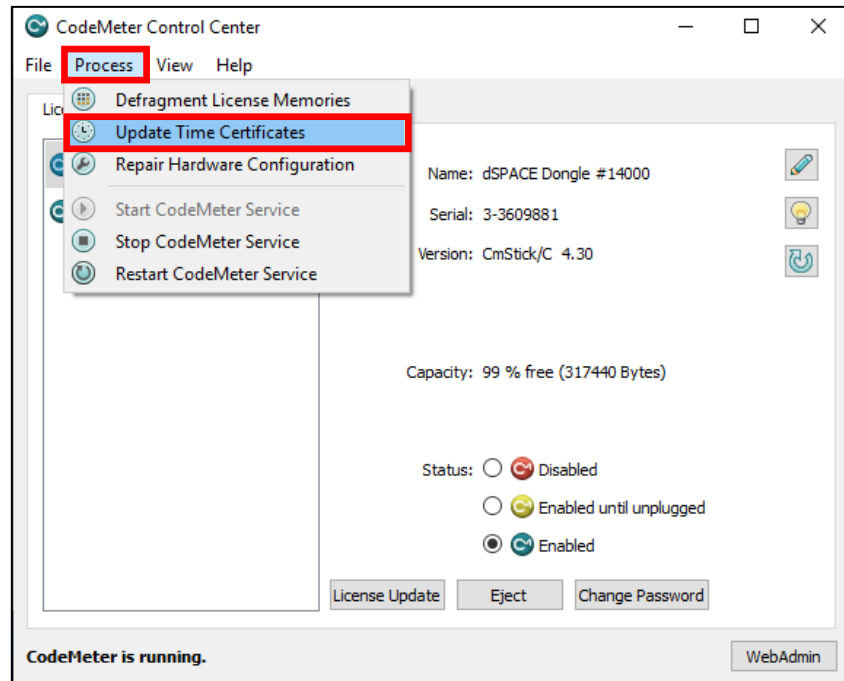 CodeMeter Control Center
File Process View Help
Lic
Defragment License Memories
Update Time Certificates
Repair Hardware Configuration
Start CodeMeter Service
Stop CodeMeter Service
Restart CodeMeter Service
Name: dSPACE Dongle #14000
Serial: 3-3609881
Version: CmStick/C 4.30
Capacity: 99 % free (317440 Bytes)
Status: Disabled
Enabled until unplugged
Enabled
License Update Eject Change Password
CodeMeter is running. WebAdmin